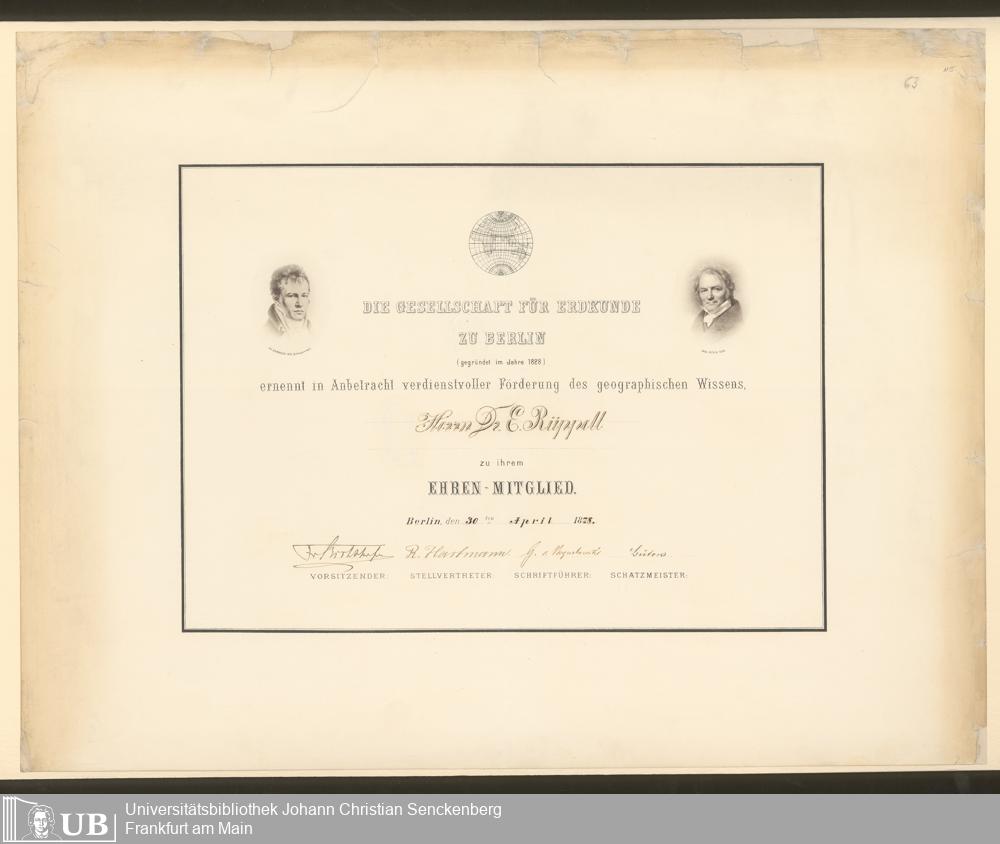 63
DIE GESELLSCHAFT FÜR ERDKUNDE
ZU BERLIN
(gegründet im Jahre 1828)
ernennt in Anbetracht verdienstvoller Förderung des geographischen Wissens,
Herrn Dr. E. Rüppell
zu ihrem
EHREN-MITGLIED.
Berlin, den 30ten April 1878.
R. Hartmann
VORSITZENDER: STELLVERTRETER: SCHRIFTFÜHRER: SCHATZMEISTER:
UB
Universitätsbibliothek Johann Christian Senckenberg
Frankfurt am Main